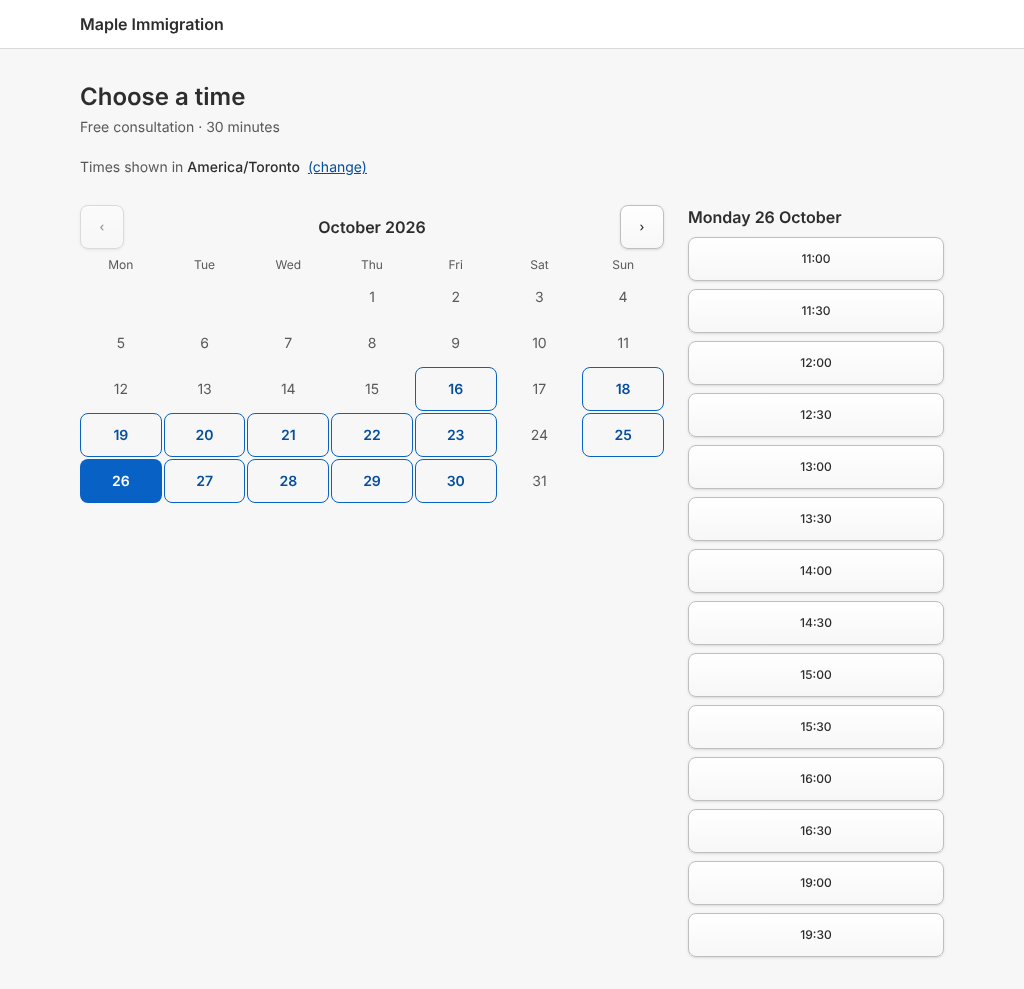 Maple Immigration
Choose a time
Free consultation · 30 minutes
Times shown in America/Toronto (change)
‹ October 2026 ›
Mon Tue Wed Thu Fri Sat Sun
1 2 3 4
5 6 7 8 9 10 11
12 13 14 15 16 17 18
19 20 21 22 23 24 25
26 27 28 29 30 31
Monday 26 October
11:00
11:30
12:00
12:30
13:00
13:30
14:00
14:30
15:00
15:30
16:00
16:30
19:00
19:30